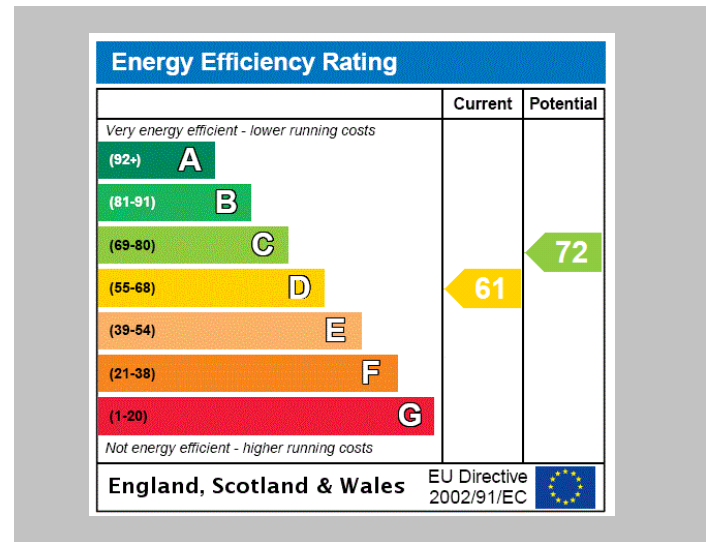 Energy Efficiency Rating
Current Potential
Very energy efficient - lower running costs
(92+) A
(81-91) B
(69-80) C
72
(55-68) D
61
(39-54) E
(21-38) F
(1-20) G
Not energy efficient - higher running costs
England, Scotland & Wales
EU Directive
2002/91/EC